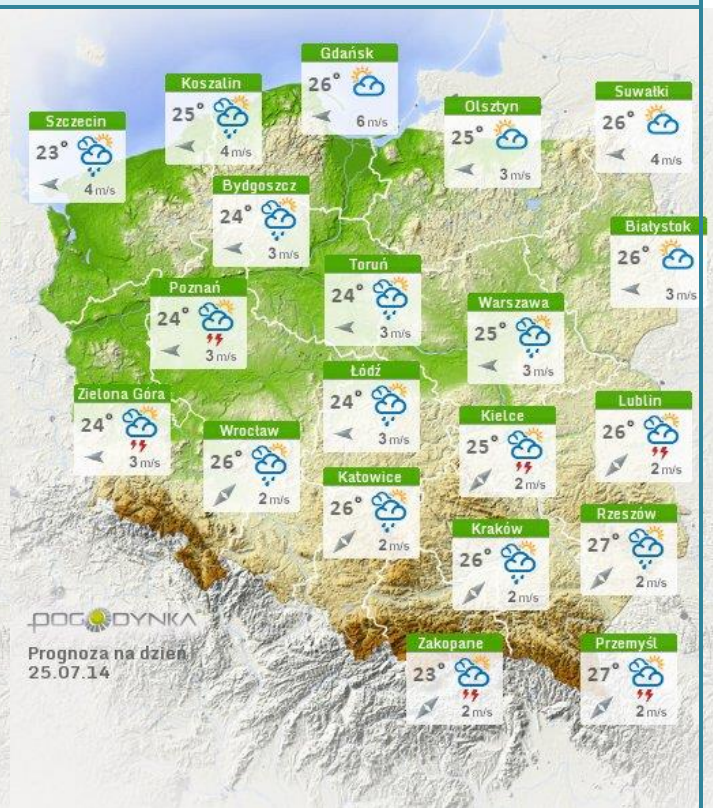 Gdańsk
26°
6 m/s
Koszalin
25°
4 m/s
Suwałki
26°
4 m/s
Olsztyn
25°
3 m/s
Szczecin
23°
4 m/s
Bydgoszcz
24°
3 m/s
Białystok
26°
3 m/s
Toruń
24°
3 m/s
Poznań
24°
3 m/s
Warszawa
25°
3 m/s
Łódź
24°
3 m/s
Zielona Góra
24°
3 m/s
Lublin
26°
2 m/s
Kielce
25°
2 m/s
Wrocław
26°
2 m/s
Katowice
26°
2 m/s
Rzeszów
27°
2 m/s
Kraków
26°
2 m/s
POGODYNKA
Prognoza na dzień
25.07.14
Zakopane
23°
2 m/s
Przemyśl
27°
2 m/s